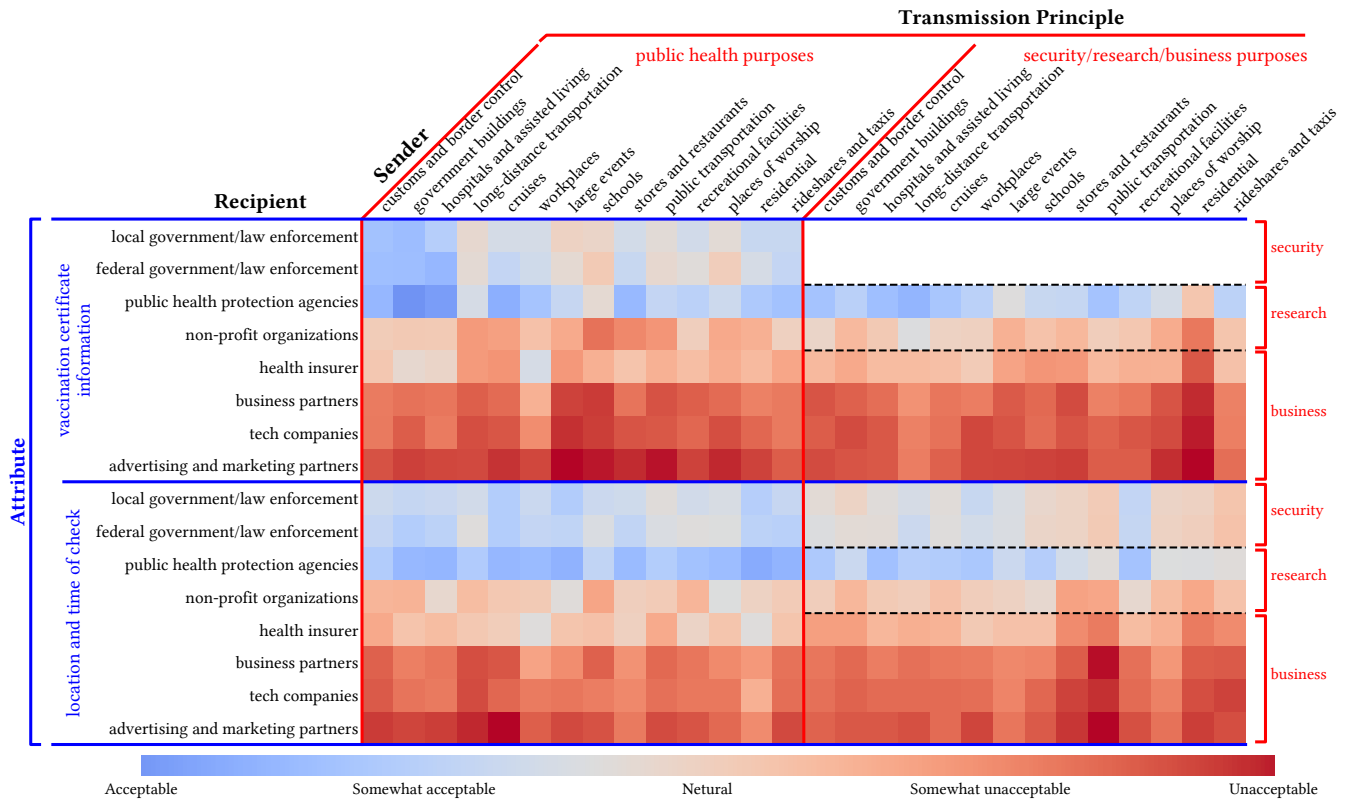 Transmission Principle
public health purposes
security/research/business purposes
Sender
customs and border control
government buildings
hospitals and assisted living
long-distance transportation
cruises
workplaces
large events
schools
stores and restaurants
public transportation
recreational facilities
places of worship
residential
rideshares and taxis
customs and border control
government buildings
hospitals and assisted living
long-distance transportation
cruises
workplaces
large events
schools
stores and restaurants
public transportation
recreational facilities
places of worship
residential
rideshares and taxis
Recipient
Attribute
vaccination certificate
information
local government/law enforcement
federal government/law enforcement
public health protection agencies
non-profit organizations
health insurer
business partners
tech companies
advertising and marketing partners
security
research
business
location and time of check
local government/law enforcement
federal government/law enforcement
public health protection agencies
non-profit organizations
health insurer
business partners
tech companies
advertising and marketing partners
security
research
business
Acceptable
Somewhat acceptable
Netural
Somewhat unacceptable
Unacceptable